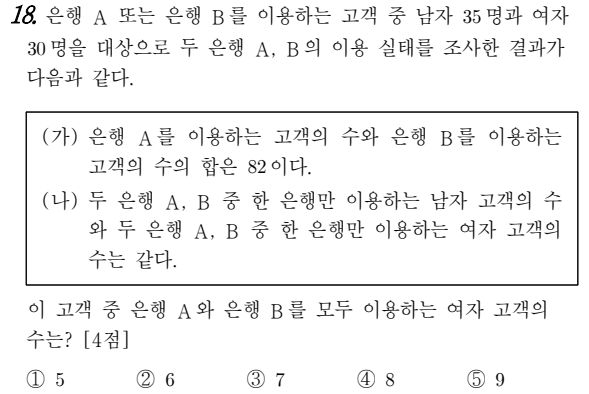 18. 은행 A 또는 은행 B를 이용하는 고객 중 남자 35명과 여자
30명을 대상으로 두 은행 A, B의 이용 실태를 조사한 결과가
다음과 같다.
(가) 은행 A를 이용하는 고객의 수와 은행 B를 이용하는
고객의 수의 합은 82이다.
(나) 두 은행 A, B 중 한 은행만 이용하는 남자 고객의 수
와 두 은행 A, B 중 한 은행만 이용하는 여자 고객의
수는 같다.
이 고객 중 은행 A와 은행 B를 모두 이용하는 여자 고객의
수는? [4점]
① 5 ② 6 ③ 7 ④ 8 ⑤ 9